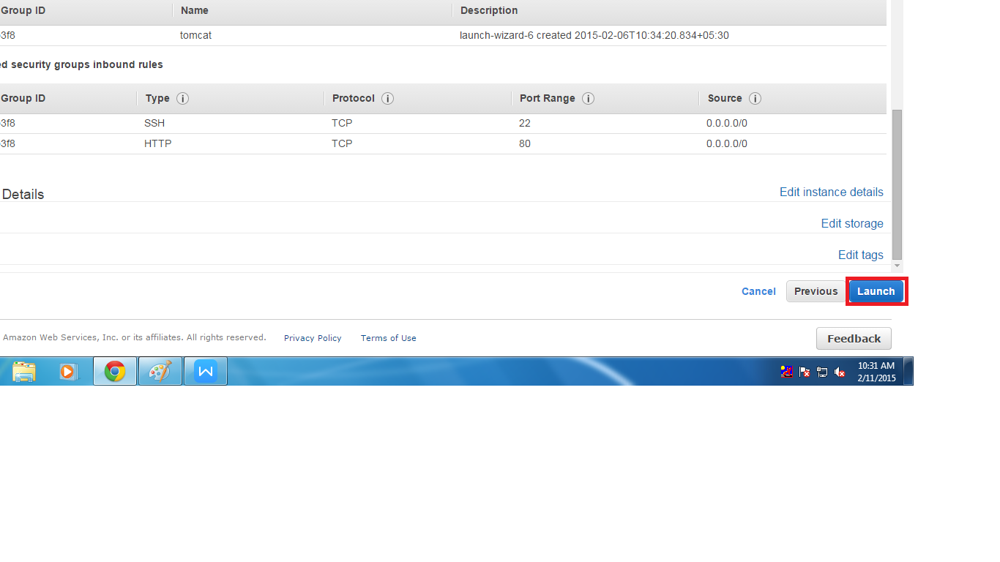 Group ID Name Description
3f8 tomcat launch-wizard-6 created 2015-02-06T10:34:20.834+05:30
ed security groups inbound rules
Group ID Type i Protocol i Port Range i Source i
3f8 SSH TCP 22 0.0.0.0/0
3f8 HTTP TCP 80 0.0.0.0/0
Details Edit instance details
Edit storage
Edit tags
Cancel Previous Launch
Amazon Web Services, Inc. or its affiliates. All rights reserved. Privacy Policy Terms of Use Feedback
10:31 AM
2/11/2015